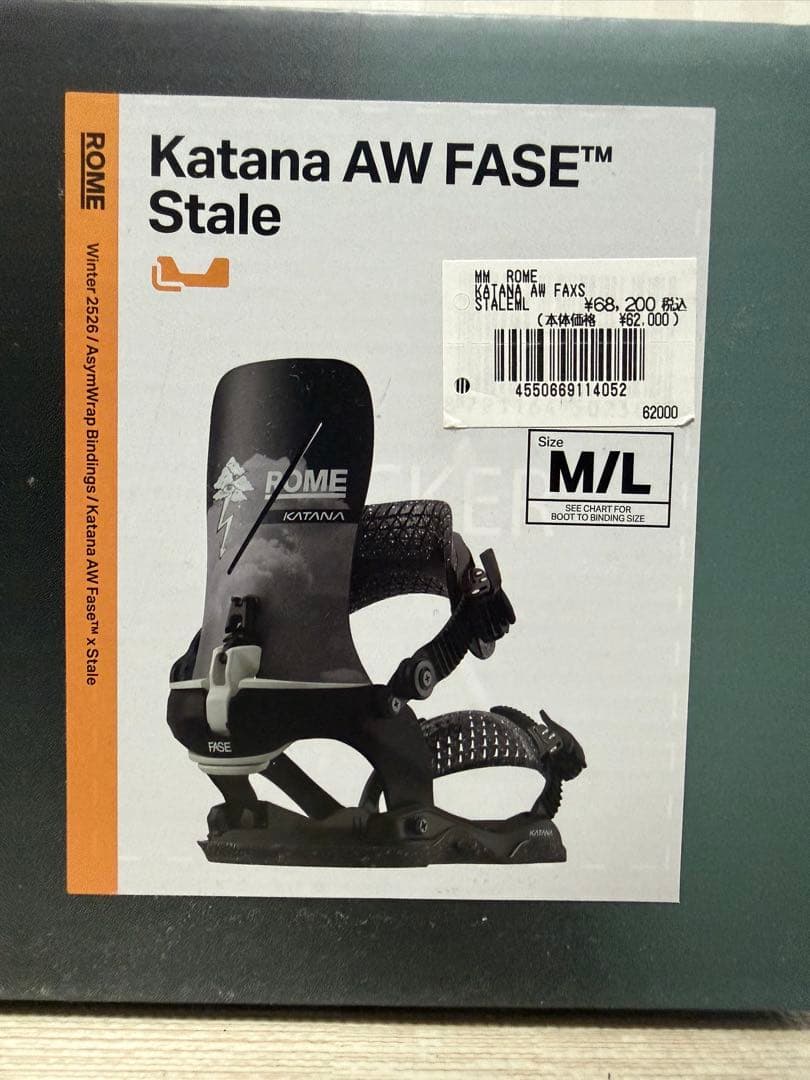 ROME
Winter 2526 / AsymWrap Bindings / Katana AW Fase™ x Stale
Katana AW FASE™
Stale
MM ROME
KATANA AW FAXS
STALEML ¥68,200 税込
(本体価格 ¥62,000)
4550669114052
62000
Size
M/L
SEE CHART FOR
BOOT TO BINDING SIZE
ROME
KATANA
FASE
KATANA